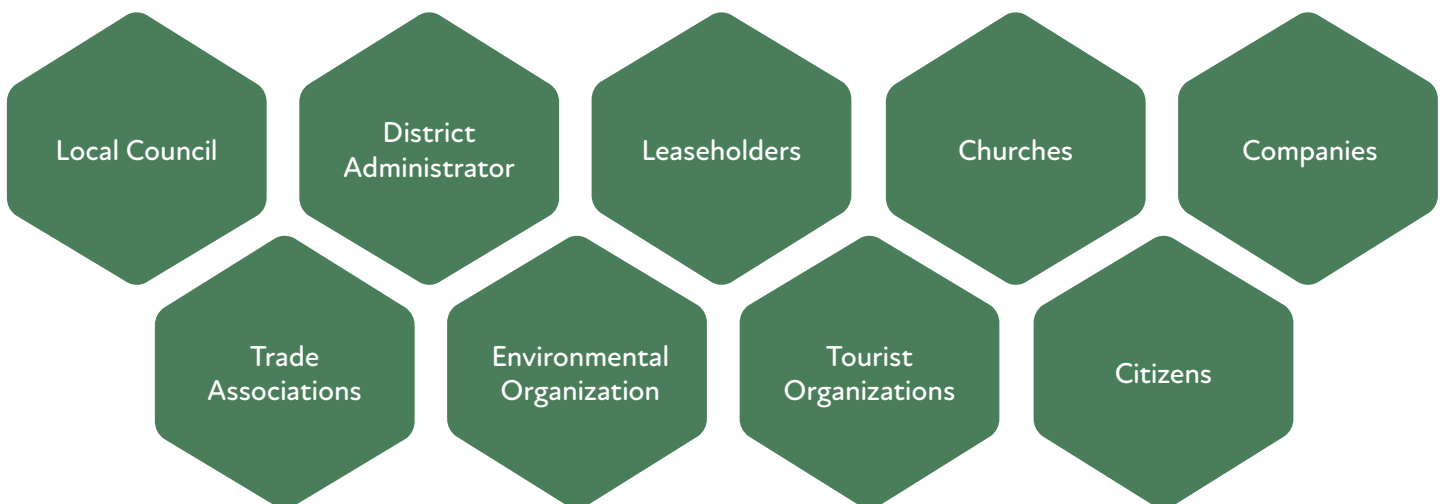 Local Council
District
Administrator
Leaseholders
Churches
Companies
Trade
Associations
Environmental
Organization
Tourist
Organizations
Citizens